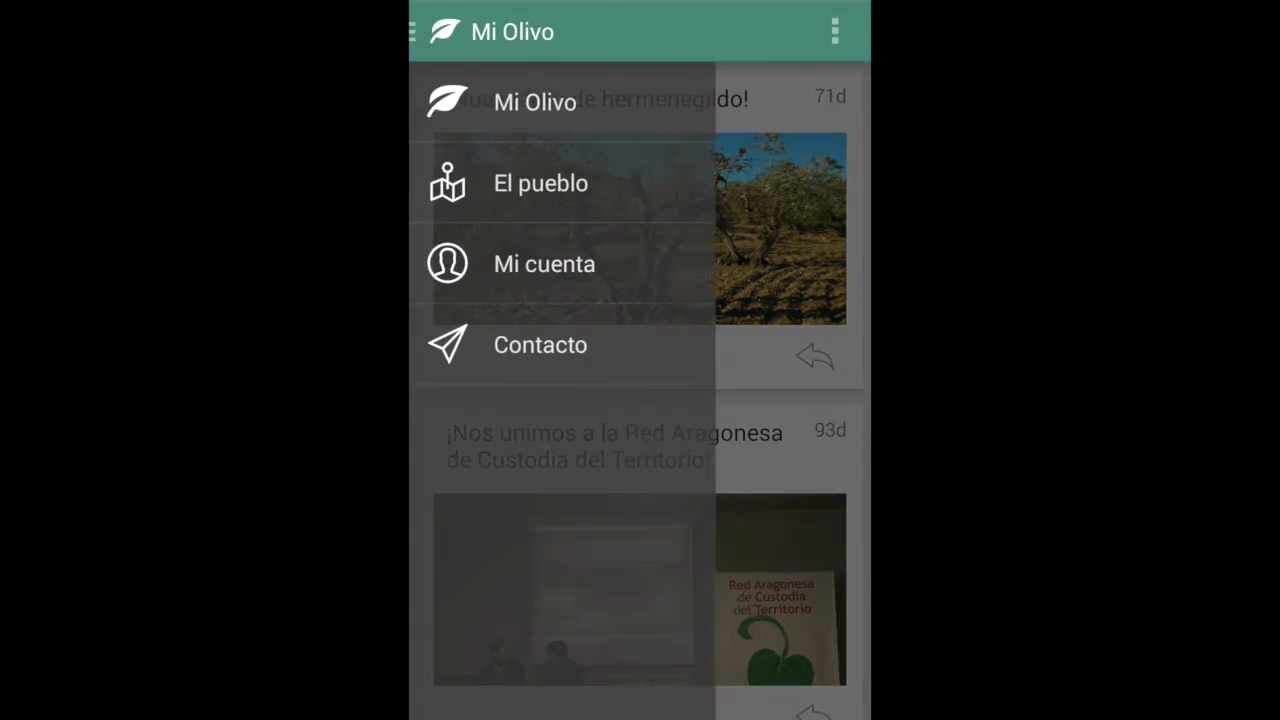 Mi Olivo
Mi Olivo
de hermenegildo!
71d
El pueblo
Mi cuenta
Contacto
¡Nos unimos a la Red Aragonesa
de Custodia del Territorio!
93d
Red Aragonesa
de Custodia
del Territorio